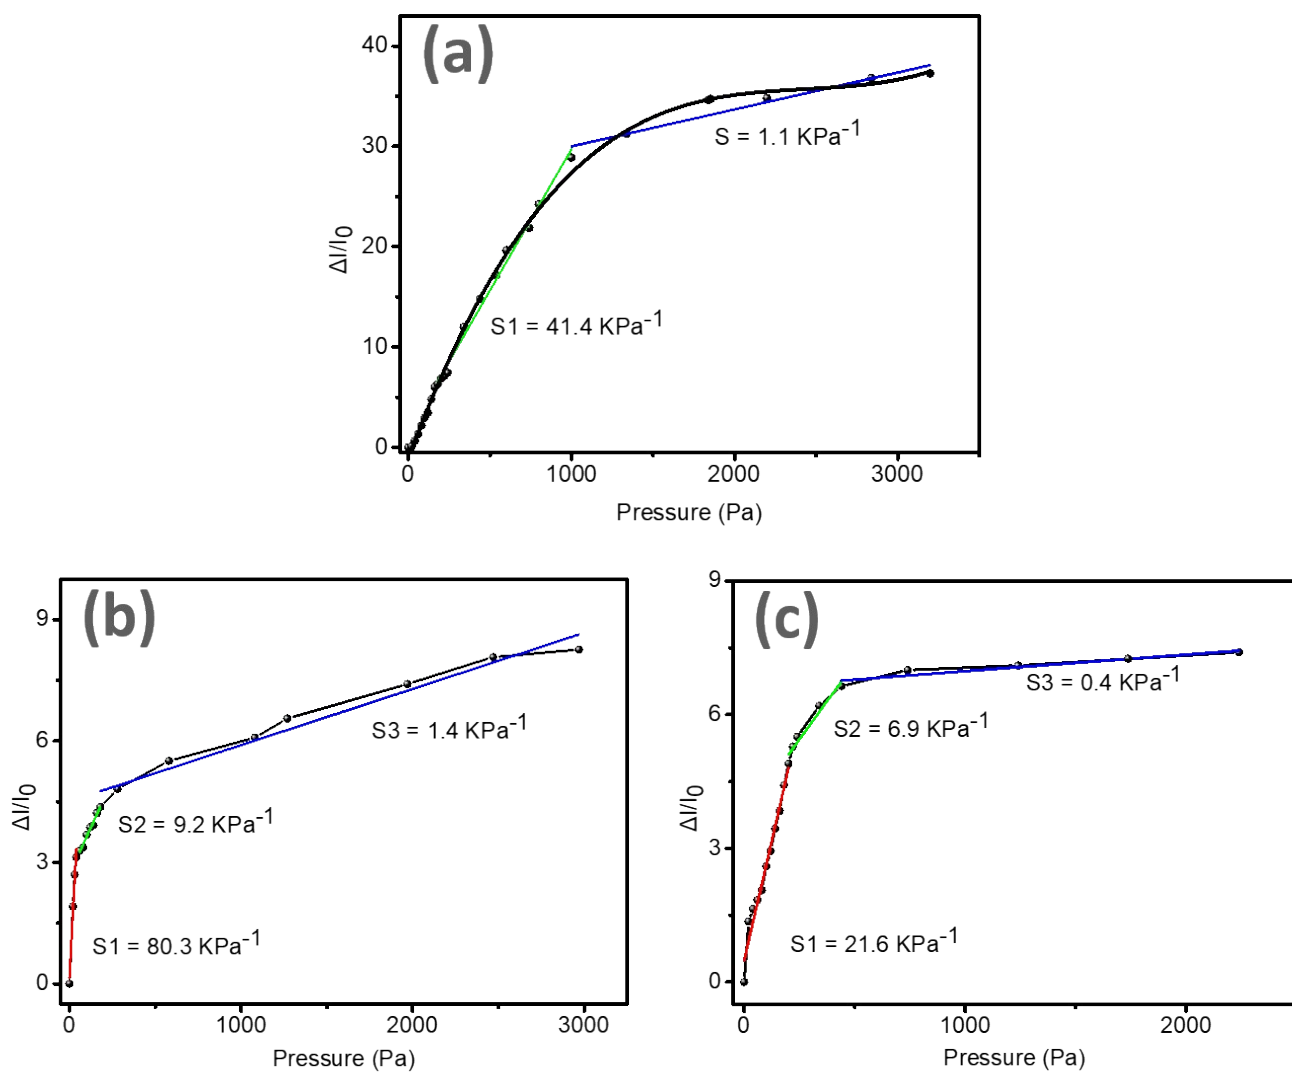 (a)
40
30
20
10
0
ΔI/I0
S = 1.1 KPa-1
S1 = 41.4 KPa-1
0 1000 2000 3000
Pressure (Pa)
(b)
9
6
3
0
ΔI/I0
S3 = 1.4 KPa-1
S2 = 9.2 KPa-1
S1 = 80.3 KPa-1
0 1000 2000 3000
Pressure (Pa)
(c)
9
6
3
0
ΔI/I0
S3 = 0.4 KPa-1
S2 = 6.9 KPa-1
S1 = 21.6 KPa-1
0 1000 2000
Pressure (Pa)